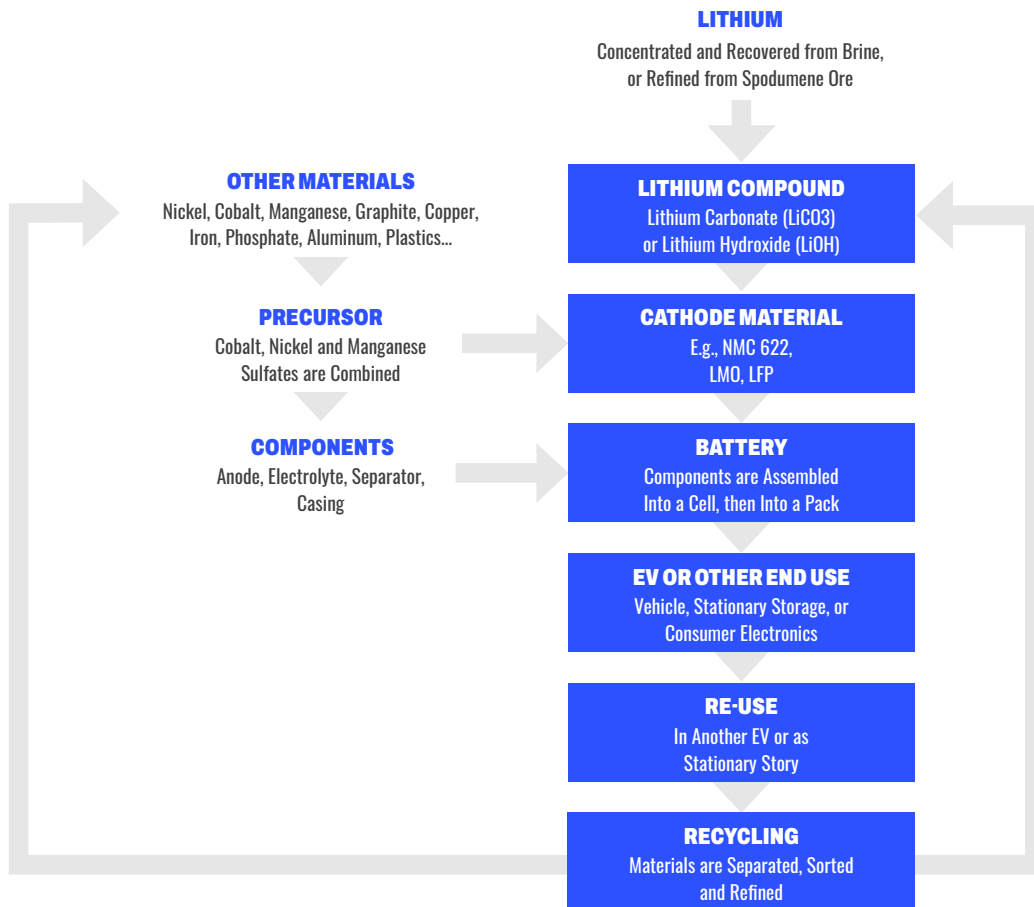 LITHIUM
Concentrated and Recovered from Brine,
or Refined from Spodumene Ore
OTHER MATERIALS
Nickel, Cobalt, Manganese, Graphite, Copper,
Iron, Phosphate, Aluminum, Plastics...
LITHIUM COMPOUND
Lithium Carbonate (LiCO3)
or Lithium Hydroxide (LiOH)
PRECURSOR
Cobalt, Nickel and Manganese
Sulfates are Combined
CATHODE MATERIAL
E.g., NMC 622,
LMO, LFP
COMPONENTS
Anode, Electrolyte, Separator,
Casing
BATTERY
Components are Assembled
Into a Cell, then Into a Pack
EV OR OTHER END USE
Vehicle, Stationary Storage, or
Consumer Electronics
RE-USE
In Another EV or as
Stationary Story
RECYCLING
Materials are Separated, Sorted
and Refined